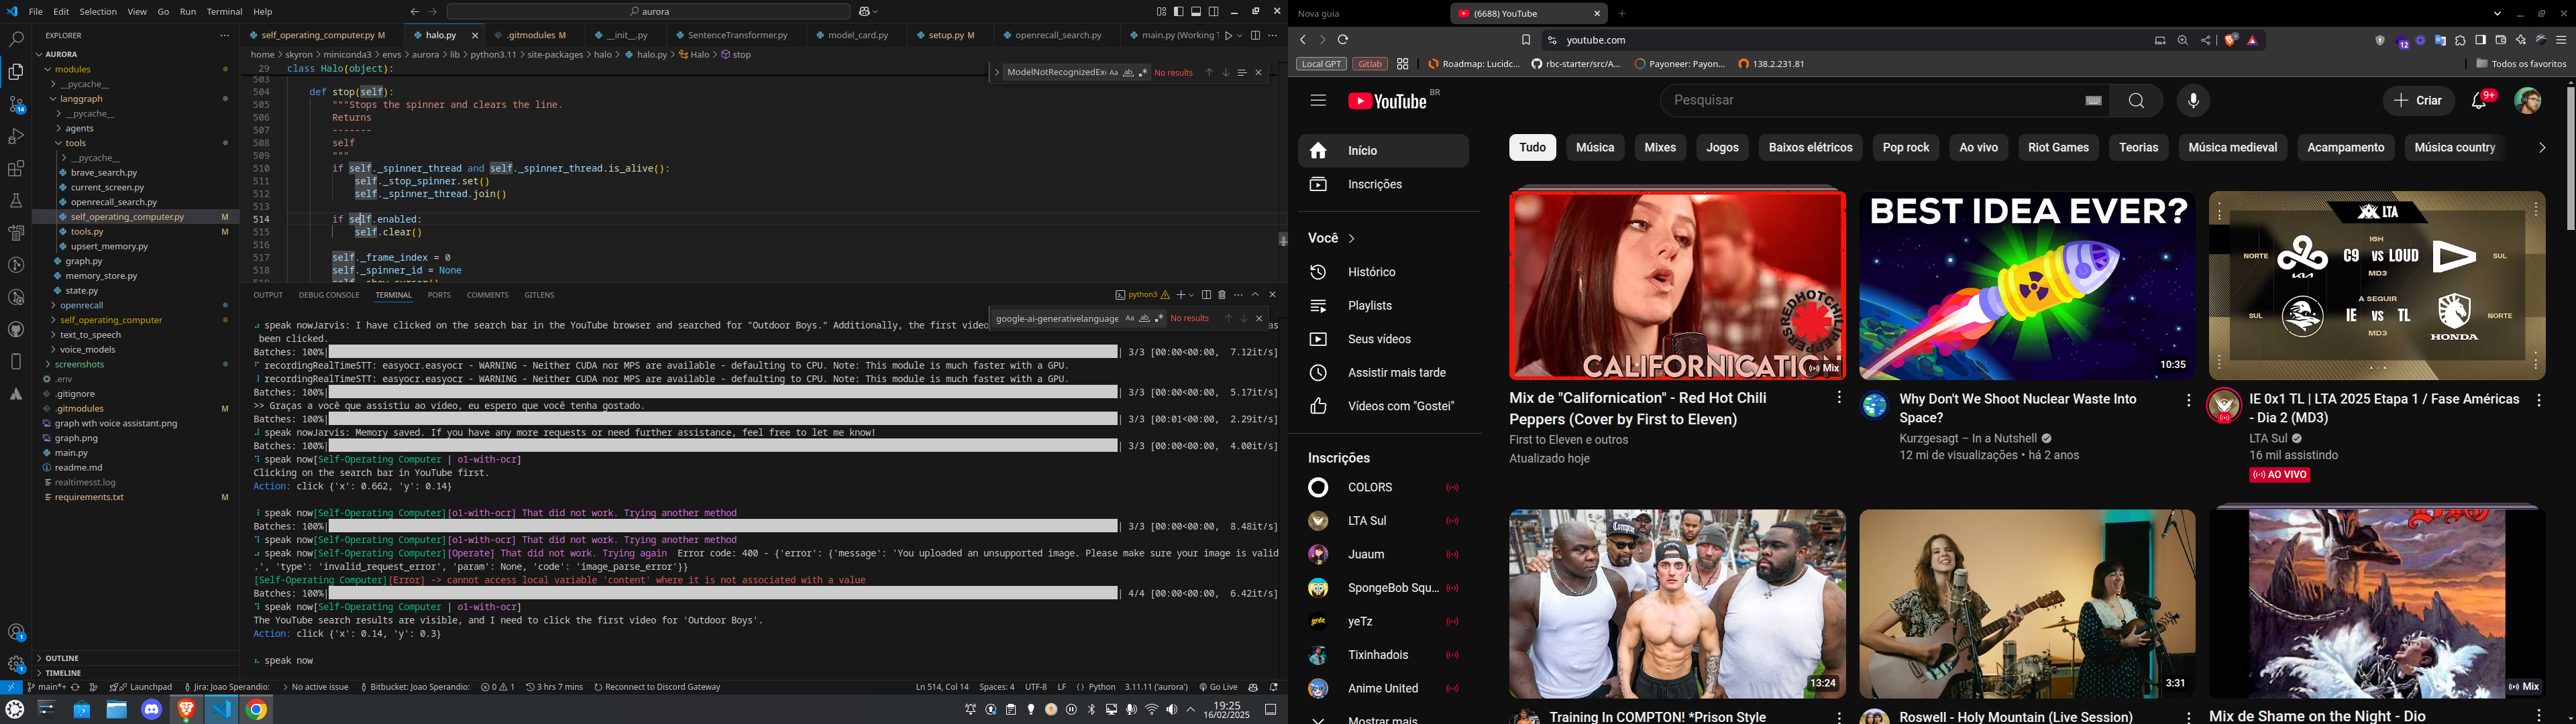 File Edit Selection View Go Run Terminal Help
aurora
EXPLORER
AURORA
modules
__pycache__
langgraph
__pycache__
agents
tools
__pycache__
brave_search.py
current_screen.py
openrecall_search.py
self_operating_computer.py M
tools.py M
upsert_memory.py
graph.py
memory_store.py
state.py
openrecall
self_operating_computer
text_to_speech
voice_models
screenshots
.env
.gitignore
.gitmodules M
graph wth voice assistant.png
graph.png
main.py
readme.md
realtimesst.log
requirements.txt M
OUTLINE
TIMELINE
self_operating_computer.py M halo.py .gitmodules M __init__.py SentenceTransformer.py model_card.py setup.py M openrecall_search.py main.py (Working T
home > skyron > miniconda3 > envs > aurora > lib > python3.11 > site-packages > halo > halo.py > Halo > stop
29 class Halo(object):
ModelNotRecognizedEx Aa ab No results
503
504 def stop(self):
505 """Stops the spinner and clears the line.
506 Returns
507 -------
508 self
509 """
510 if self._spinner_thread and self._spinner_thread.is_alive():
511 self._stop_spinner.set()
512 self._spinner_thread.join()
513
514 if self.enabled:
515 self.clear()
516
517 self._frame_index = 0
518 self._spinner_id = None
OUTPUT DEBUG CONSOLE TERMINAL PORTS COMMENTS GITLENS
python3
google-ai-generativelanguage Aa ab No results
speak nowJarvis: I have clicked on the search bar in the YouTube browser and searched for "Outdoor Boys." Additionally, the first video as
been clicked.
Batches: 100%| | 3/3 [00:00<00:00, 7.12it/s]
recordingRealTimeSTT: easyocr.easyocr - WARNING - Neither CUDA nor MPS are available - defaulting to CPU. Note: This module is much faster with a GPU.
recordingRealTimeSTT: easyocr.easyocr - WARNING - Neither CUDA nor MPS are available - defaulting to CPU. Note: This module is much faster with a GPU.
Batches: 100%| | 3/3 [00:00<00:00, 5.17it/s]
>> Graças a você que assistiu ao vídeo, eu espero que você tenha gostado.
Batches: 100%| | 3/3 [00:01<00:00, 2.29it/s]
speak nowJarvis: Memory saved. If you have any more requests or need further assistance, feel free to let me know!
Batches: 100%| | 3/3 [00:00<00:00, 4.00it/s]
speak now[Self-Operating Computer | o1-with-ocr]
Clicking on the search bar in YouTube first.
Action: click {'x': 0.662, 'y': 0.14}
speak now[Self-Operating Computer][o1-with-ocr] That did not work. Trying another method
Batches: 100%| | 3/3 [00:00<00:00, 8.48it/s]
speak now[Self-Operating Computer][o1-with-ocr] That did not work. Trying another method
speak now[Self-Operating Computer][Operate] That did not work. Trying again Error code: 400 - {'error': {'message': 'You uploaded an unsupported image. Please make sure your image is valid
.', 'type': 'invalid_request_error', 'param': None, 'code': 'image_parse_error'}}
[Self-Operating Computer][Error] -> cannot access local variable 'content' where it is not associated with a value
Batches: 100%| | 4/4 [00:00<00:00, 6.42it/s]
speak now[Self-Operating Computer | o1-with-ocr]
The YouTube search results are visible, and I need to click the first video for 'Outdoor Boys'.
Action: click {'x': 0.14, 'y': 0.3}
speak now
main*+ Launchpad Jira: Joao Sperandio: No active issue Bitbucket: Joao Sperandio: 0 1 3 hrs 7 mins Reconnect to Discord Gateway Ln 514, Col 14 Spaces: 4 UTF-8 LF Python 3.11.11 ('aurora') Go Live
19:25
16/02/2025
Nova guia (6688) YouTube
youtube.com
12
Local GPT Gitlab Roadmap: Lucidc... rbc-starter/src/A... Payoneer: Payon... 138.2.231.81 Todos os favoritos
YouTube BR
Pesquisar
Criar
9+
Início
Inscrições
Você
Histórico
Playlists
Seus vídeos
Assistir mais tarde
Vídeos com "Gostei"
Inscrições
COLORS
LTA Sul
Juaum
SpongeBob Squ...
yeTz
Tixinhadois
Anime United
Mostrar mais
Tudo Música Mixes Jogos Baixos elétricos Pop rock Ao vivo Riot Games Teorias Música medieval Acampamento Música country
RED HOT CHILI PEPPERS
CALIFORNICATION
Mix
Mix de "Californication" - Red Hot Chili
Peppers (Cover by First to Eleven)
First to Eleven e outros
Atualizado hoje
BEST IDEA EVER?
10:35
Why Don't We Shoot Nuclear Waste Into
Space?
Kurzgesagt – In a Nutshell
12 mi de visualizações • há 2 anos
LTA
16H
NORTE C9 vs LOUD SUL
MD3
A SEGUIR
SUL IE vs TL NORTE
MD3
HONDA
IE 0x1 TL | LTA 2025 Etapa 1 / Fase Américas
- Dia 2 (MD3)
LTA Sul
16 mil assistindo
AO VIVO
13:24
Training In COMPTON! *Prison Style
3:31
Roswell - Holy Mountain (Live Session)
Mix
Mix de Shame on the Night - Dio